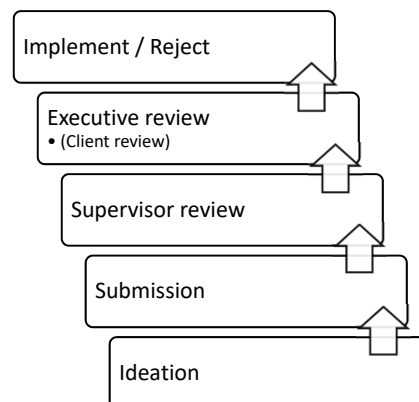 Implement / Reject
Executive review
• (Client review)
Supervisor review
Submission
Ideation